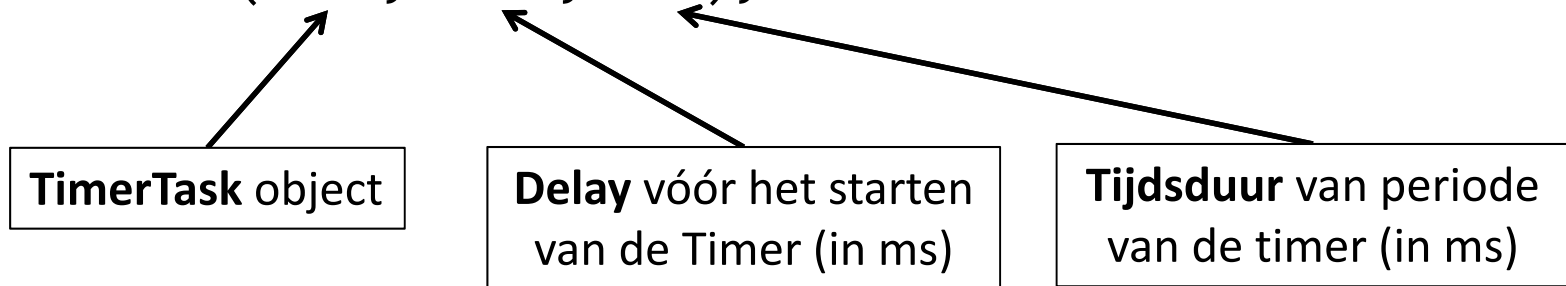 TimerTask object
Delay vóór het starten
van de Timer (in ms)
Tijdsduur van periode
van de timer (in ms)